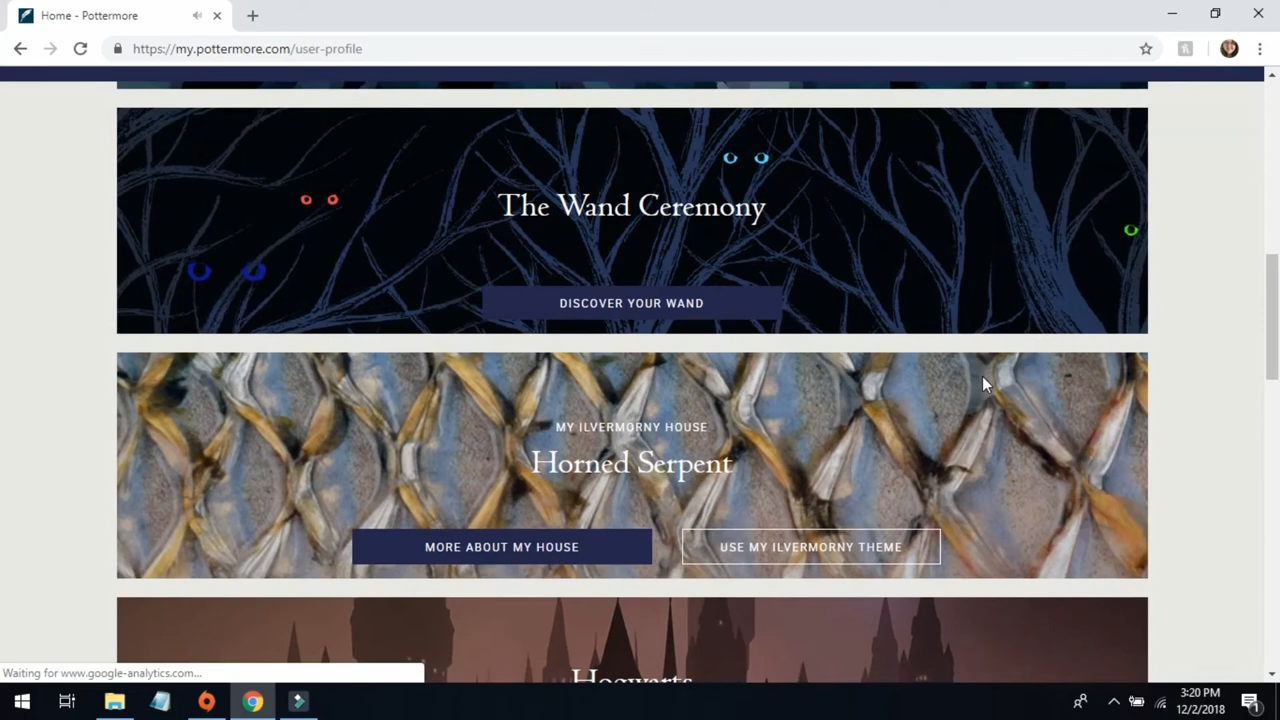 Home - Pottermore
https://my.pottermore.com/user-profile
The Wand Ceremony
DISCOVER YOUR WAND
MY ILVERMORNY HOUSE
Horned Serpent
MORE ABOUT MY HOUSE
USE MY ILVERMORNY THEME
Hogwarts
Waiting for www.google-analytics.com...
3:20 PM
12/2/2018
1